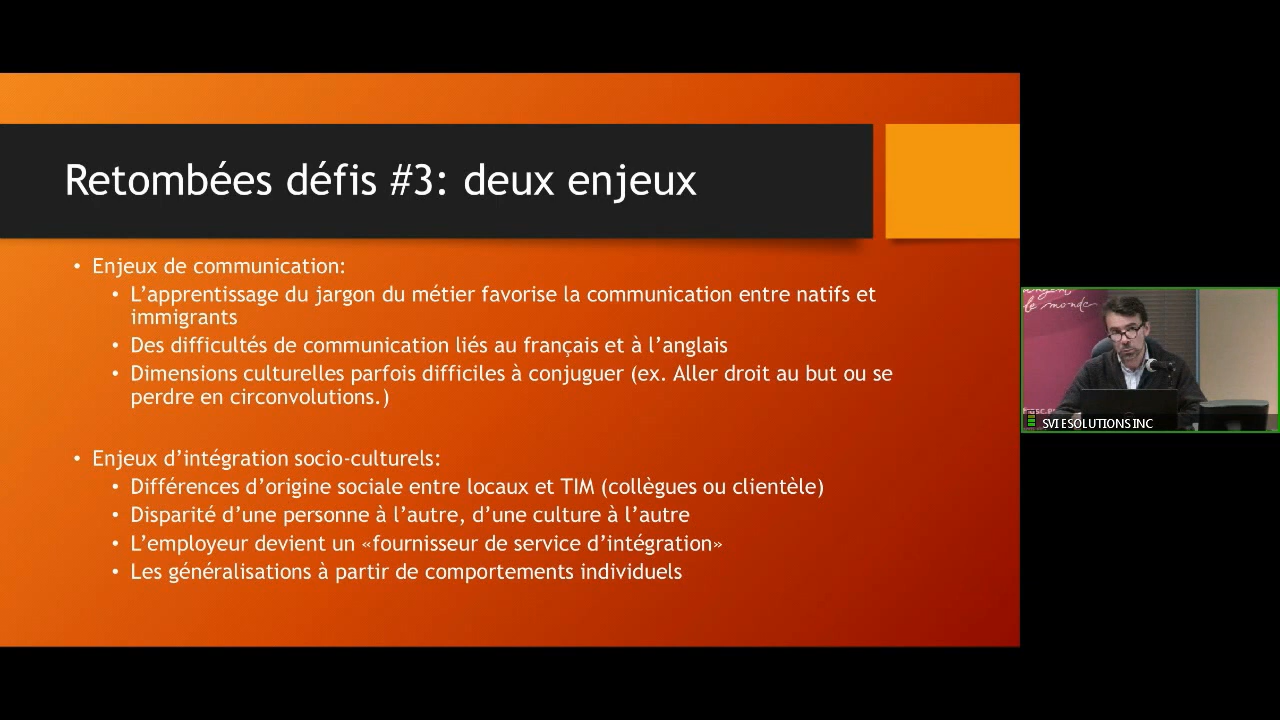 Retombées défis #3: deux enjeux
• Enjeux de communication:
• L’apprentissage du jargon du métier favorise la communication entre natifs et
immigrants
• Des difficultés de communication liés au français et à l’anglais
• Dimensions culturelles parfois difficiles à conjuguer (ex. Aller droit au but ou se
perdre en circonvolutions.)
• Enjeux d’intégration socio-culturels:
• Différences d’origine sociale entre locaux et TIM (collègues ou clientèle)
• Disparité d’une personne à l’autre, d’une culture à l’autre
• L’employeur devient un «fournisseur de service d’intégration»
• Les généralisations à partir de comportements individuels
le monde
SVI ESOLUTIONS INC